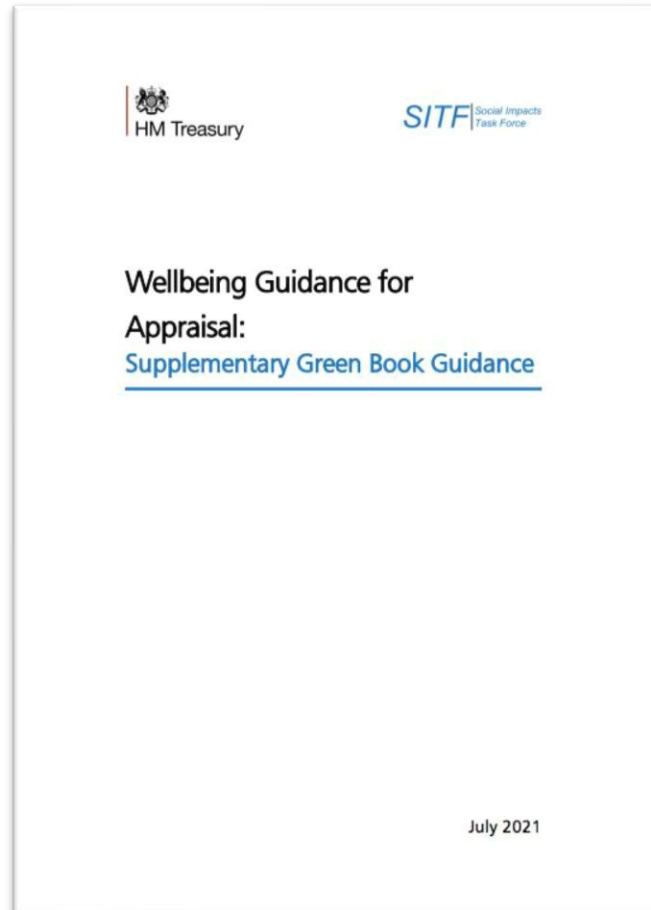 HM Treasury
SITF Social Impacts
Task Force
Wellbeing Guidance for
Appraisal:
Supplementary Green Book Guidance
July 2021